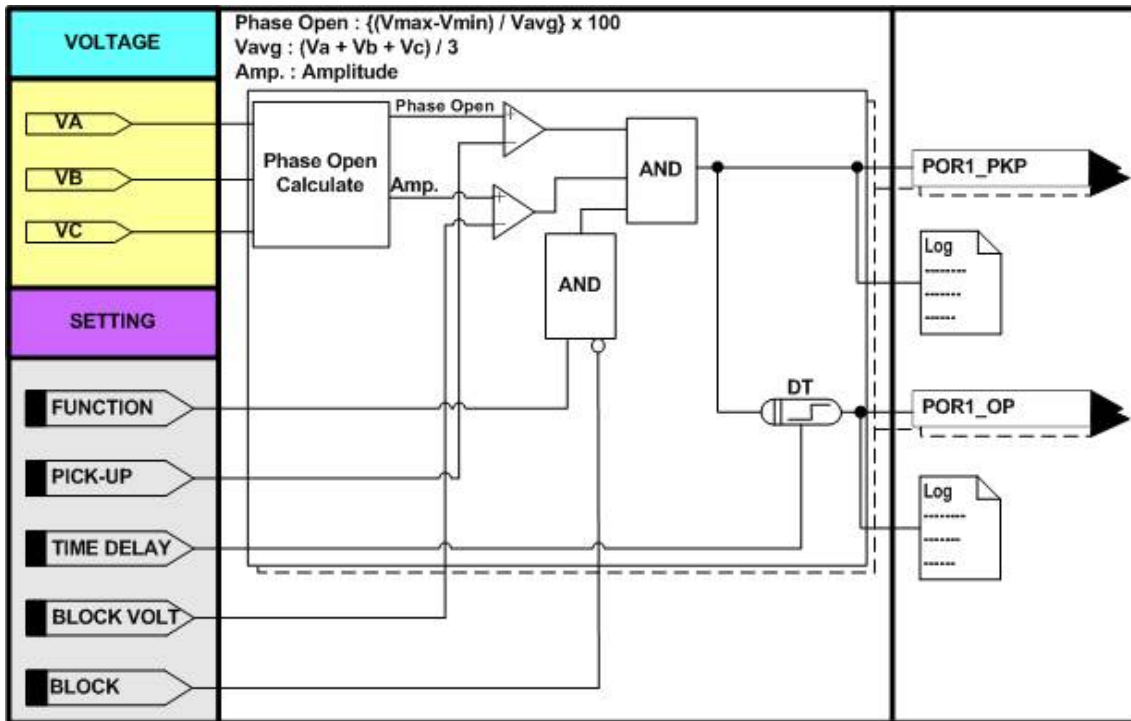 VOLTAGE
Phase Open : {(Vmax-Vmin) / Vavg} x 100
Vavg : (Va + Vb + Vc) / 3
Amp. : Amplitude
VA
VB
VC
Phase Open
Calculate
Phase Open
Amp.
+
-
+
-
AND
AND
POR1_PKP
Log
SETTING
FUNCTION
PICK-UP
TIME DELAY
BLOCK VOLT
BLOCK
DT
POR1_OP
Log